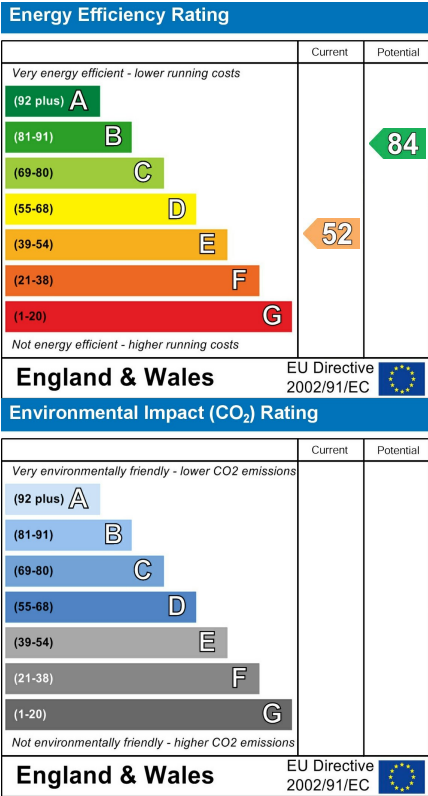 Energy Efficiency Rating
Current Potential
Very energy efficient - lower running costs
(92 plus) A
(81-91) B
84
(69-80) C
(55-68) D
(39-54) E
52
(21-38) F
(1-20) G
Not energy efficient - higher running costs
England & Wales
EU Directive
2002/91/EC
Environmental Impact (CO₂) Rating
Current Potential
Very environmentally friendly - lower CO2 emissions
(92 plus) A
(81-91) B
(69-80) C
(55-68) D
(39-54) E
(21-38) F
(1-20) G
Not environmentally friendly - higher CO2 emissions
England & Wales
EU Directive
2002/91/EC